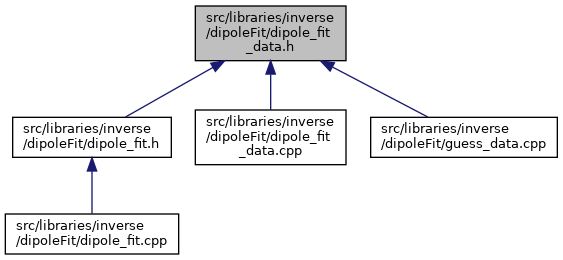 src/libraries/inverse
/dipoleFit/dipole_fit
_data.h
src/libraries/inverse
/dipoleFit/dipole_fit.h
src/libraries/inverse
/dipoleFit/dipole_fit
_data.cpp
src/libraries/inverse
/dipoleFit/guess_data.cpp
src/libraries/inverse
/dipoleFit/dipole_fit.cpp